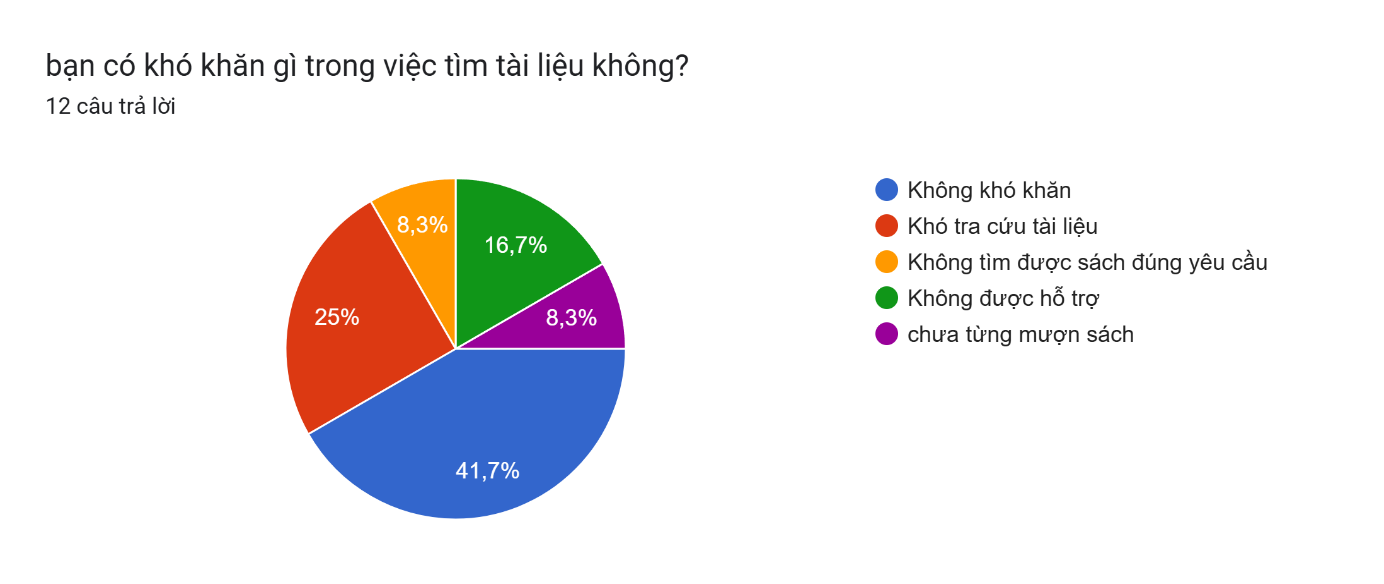 bạn có khó khăn gì trong việc tìm tài liệu không?
12 câu trả lời
8,3%
16,7%
25%
8,3%
41,7%
Không khó khăn
Khó tra cứu tài liệu
Không tìm được sách đúng yêu cầu
Không được hỗ trợ
chưa từng mượn sách